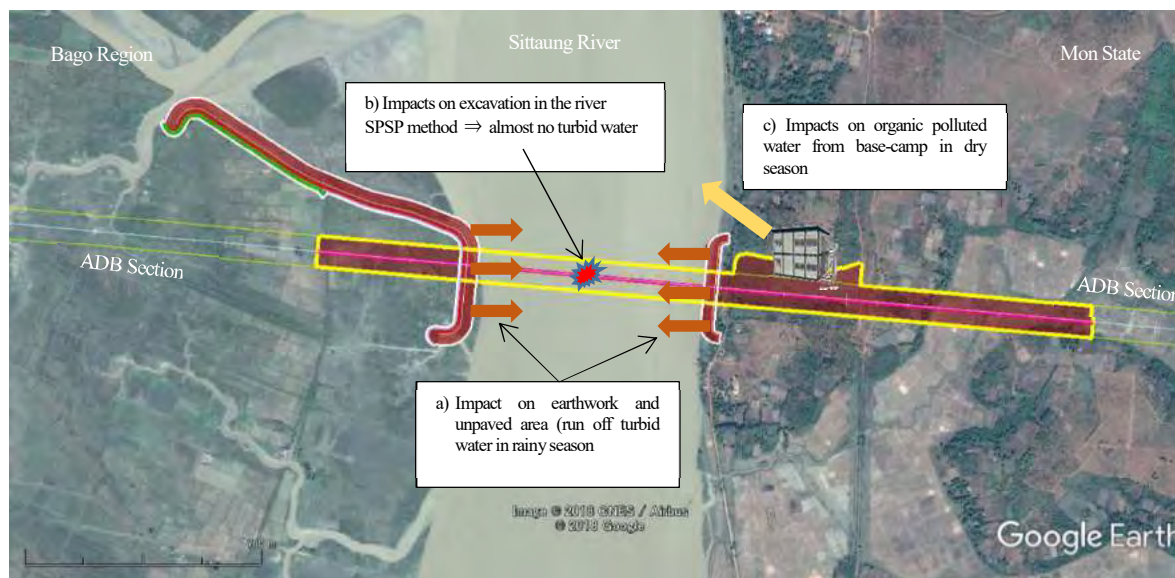 Sittaung River
Bago Region
Mon State
b) Impacts on excavation in the river
SPSP method ⇒ almost no turbid water
c) Impacts on organic polluted
water from base-camp in dry
season
ADB Section
ADB Section
a) Impact on earthwork and
unpaved area (run off turbid
water in rainy season
Image © 2018 CNES / Airbus
© 2018 Google
Google Earth